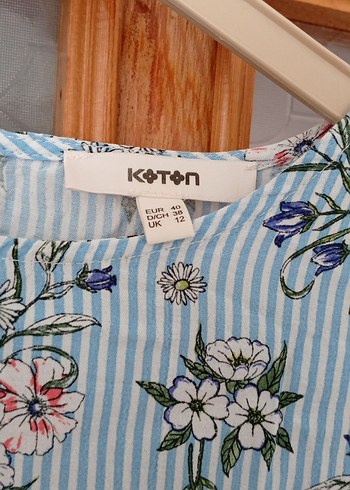 KOTON
EUR 40
D/CH 38
UK 12